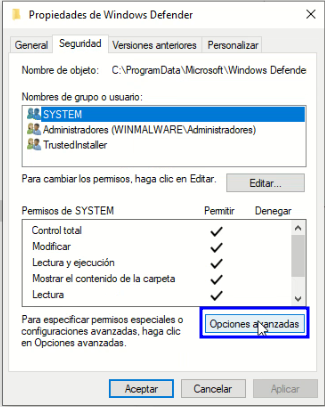 Propiedades de Windows Defender
General Seguridad Versiones anteriores Personalizar
Nombre de objeto: C:\ProgramData\Microsoft\Windows Defende
Nombres de grupo o usuario:
SYSTEM
Administradores (WINMALWARE\Administradores)
TrustedInstaller
Para cambiar los permisos, haga clic en Editar.
Editar...
Permisos de SYSTEM Permitir Denegar
Control total
Modificar
Lectura y ejecución
Mostrar el contenido de la carpeta
Lectura
Para especificar permisos especiales o
configuraciones avanzadas, haga clic
en Opciones avanzadas.
Opciones avanzadas
Aceptar Cancelar Aplicar